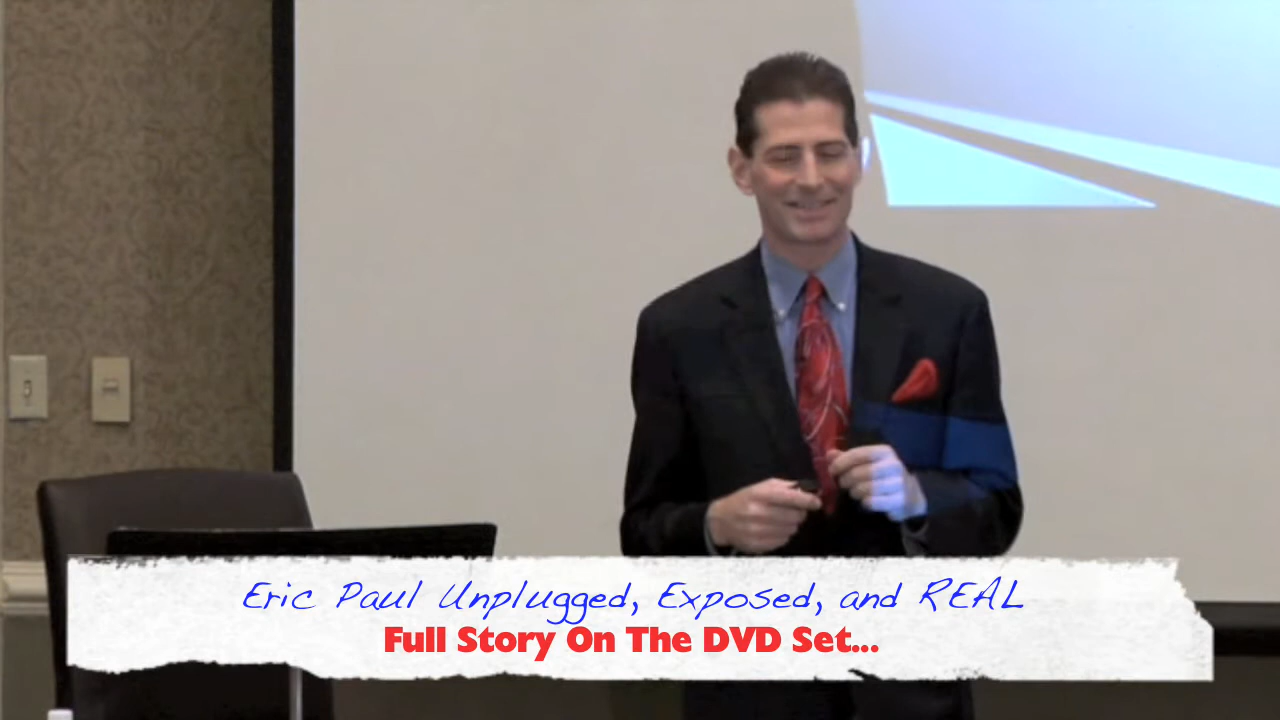 Eric Paul Unplugged, Exposed, and REAL
Full Story On The DVD Set...